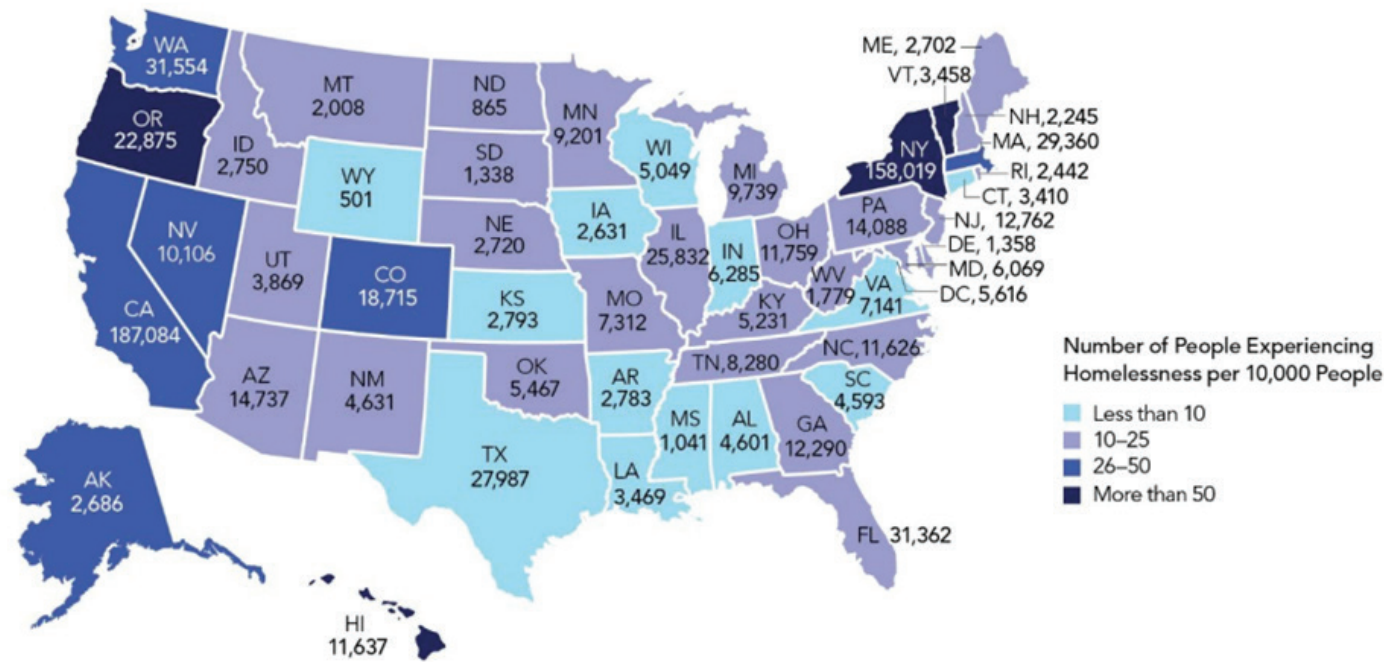 WA
31,554
OR
22,875
CA
187,084
NV
10,106
ID
2,750
MT
2,008
WY
501
UT
3,869
CO
18,715
AZ
14,737
NM
4,631
ND
865
SD
1,338
NE
2,720
KS
2,793
OK
5,467
TX
27,987
MN
9,201
IA
2,631
MO
7,312
AR
2,783
LA
3,469
WI
5,049
IL
25,832
MI
9,739
IN
6,285
OH
11,759
KY
5,231
TN,8,280
MS
1,041
AL
4,601
GA
12,290
FL 31,362
SC
4,593
NC,11,626
VA
7,141
WV
1,779
PA
14,088
NY
158,019
ME, 2,702
VT,3,458
NH,2,245
MA, 29,360
RI, 2,442
CT, 3,410
NJ, 12,762
DE, 1,358
MD, 6,069
DC,5,616
AK
2,686
HI
11,637
Number of People Experiencing
Homelessness per 10,000 People
Less than 10
10–25
26–50
More than 50